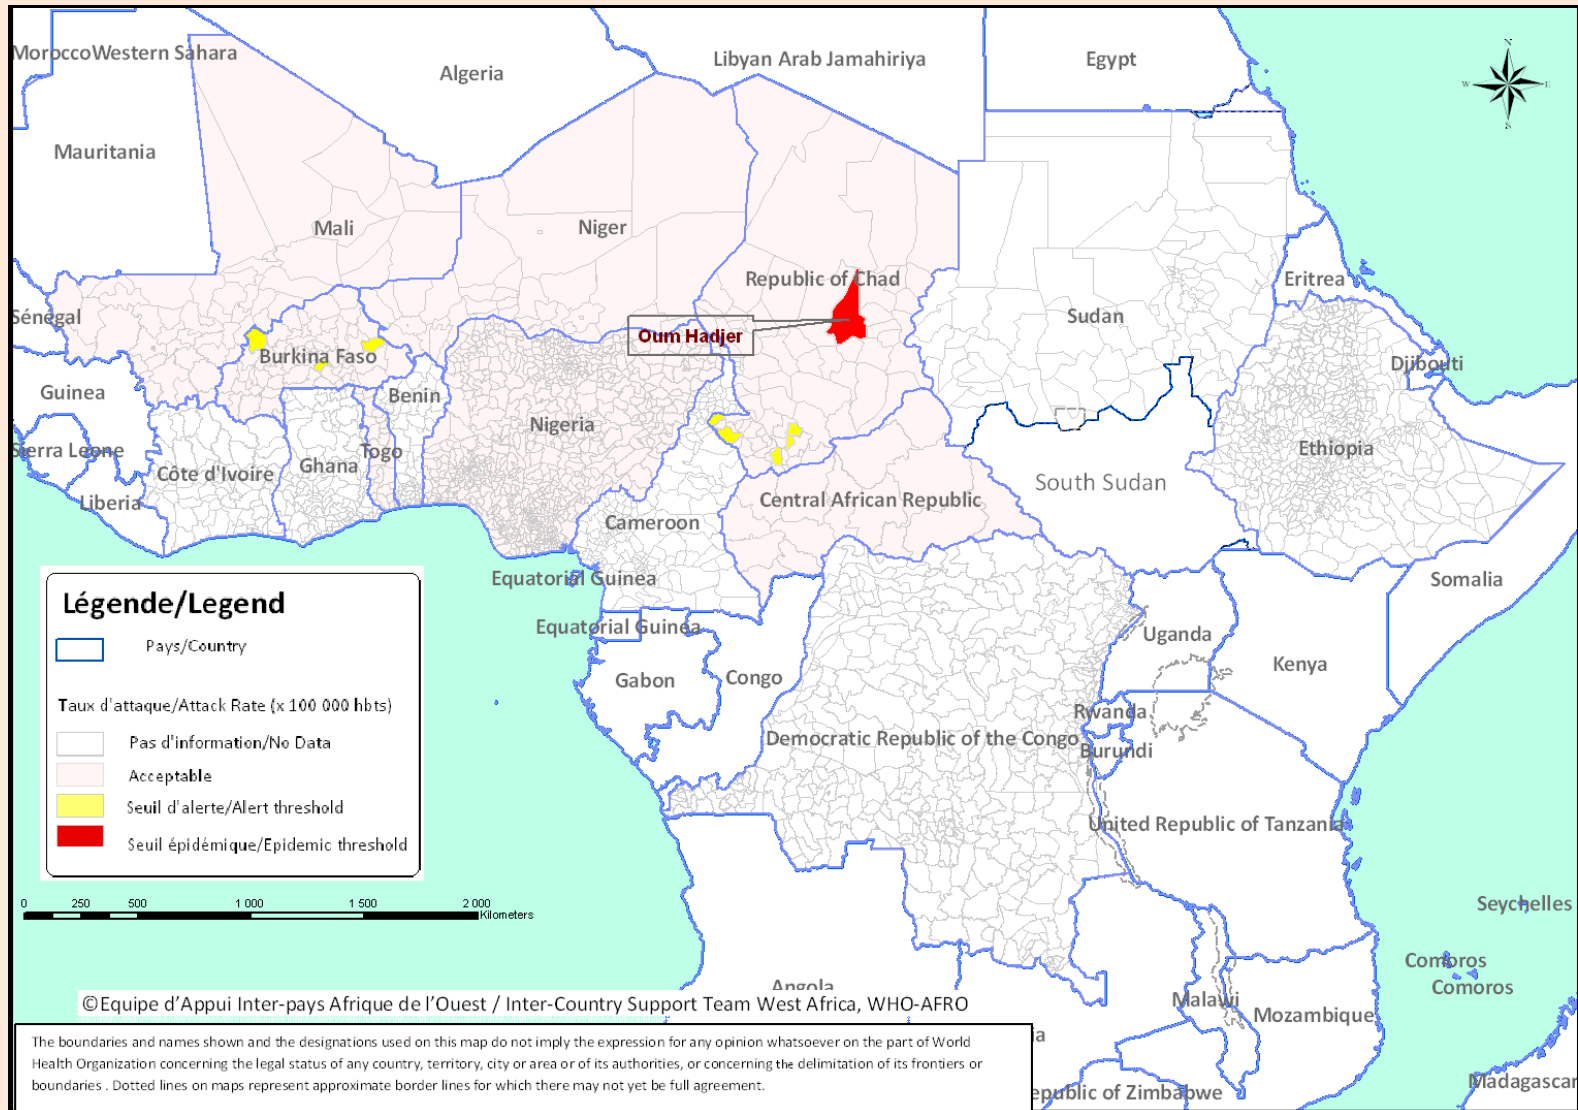 N
W
E
S
Morocco
Western Sahara
Algeria
Libyan Arab Jamahiriya
Egypt
Mauritania
Mali
Niger
Republic of Chad
Sudan
Eritrea
Sénégal
Oum Hadjer
Burkina Faso
Djibouti
Guinea
Benin
Nigeria
Sierra Leone
Côte d'Ivoire
Ghana
Togo
Ethiopia
Liberia
Central African Republic
South Sudan
Cameroon
Equatorial Guinea
Somalia
Equatorial Guinea
Uganda
Kenya
Gabon
Congo
Rwanda
Democratic Republic of the Congo
Burundi
United Republic of Tanzania
Seychelles
Comoros
Comoros
Angola
Malawi
Mozambique
ia
epublic of Zimbabwe
Madagascar
Légende/Legend
Pays/Country
Taux d'attaque/Attack Rate (x 100 000 hbts)
Pas d'information/No Data
Acceptable
Seuil d'alerte/Alert threshold
Seuil épidémique/Epidemic threshold
0 250 500 1 000 1 500 2 000
Kilometers
©Equipe d'Appui Inter-pays Afrique de l'Ouest / Inter-Country Support Team West Africa, WHO-AFRO
The boundaries and names shown and the designations used on this map do not imply the expression for any opinion whatsoever on the part of World
Health Organization concerning the legal status of any country, territory, city or area or of its authorities, or concerning the delimitation of its frontiers or
boundaries . Dotted lines on maps represent approximate border lines for which there may not yet be full agreement.